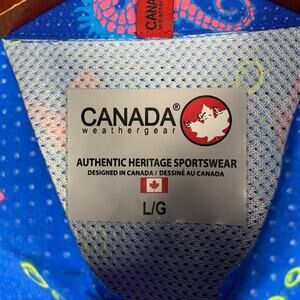 CANADA
CANADA®
weathergear
AUTHENTIC HERITAGE SPORTSWEAR
DESIGNED IN CANADA / DESSINÉ AU CANADA
L/G